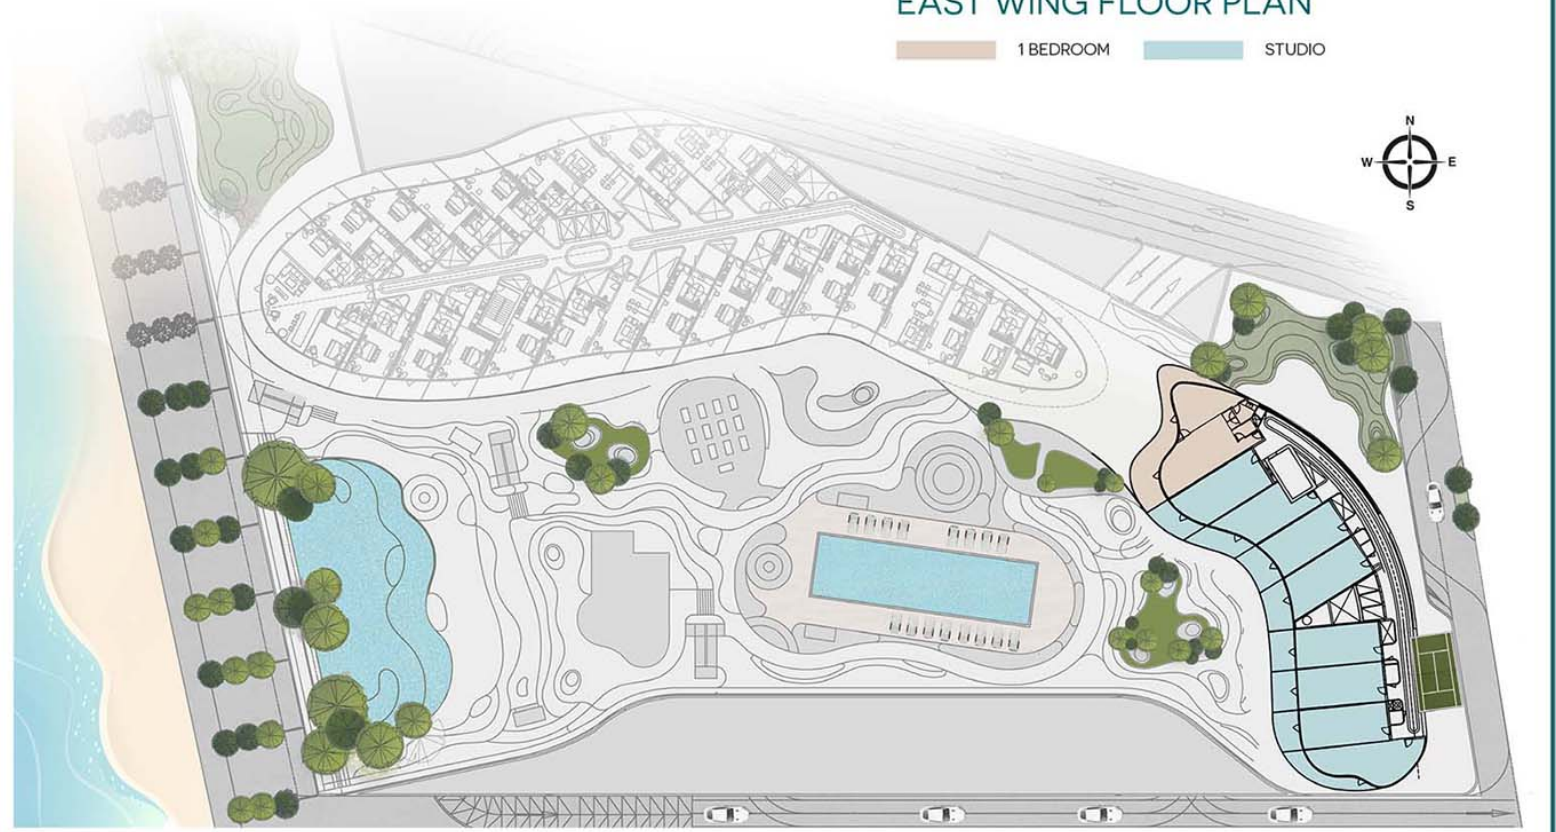 EAST WING FLOOR PLAN
1 BEDROOM
STUDIO
N
W E
S